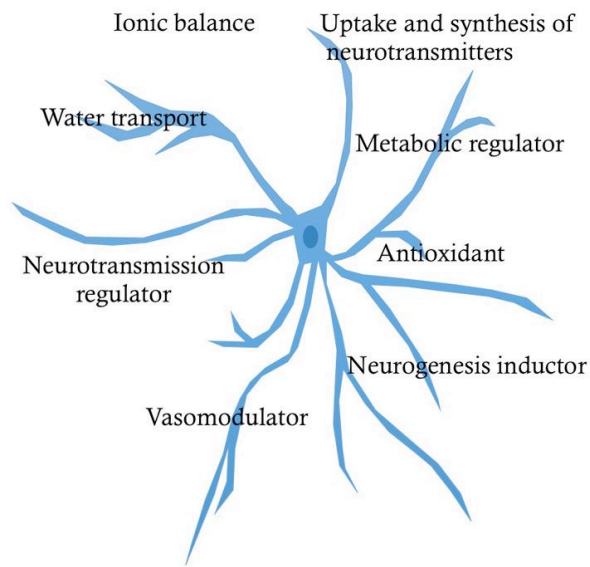 Ionic balance
Uptake and synthesis of
neurotransmitters
Water transport
Metabolic regulator
Antioxidant
Neurotransmission
regulator
Neurogenesis inductor
Vasomodulator